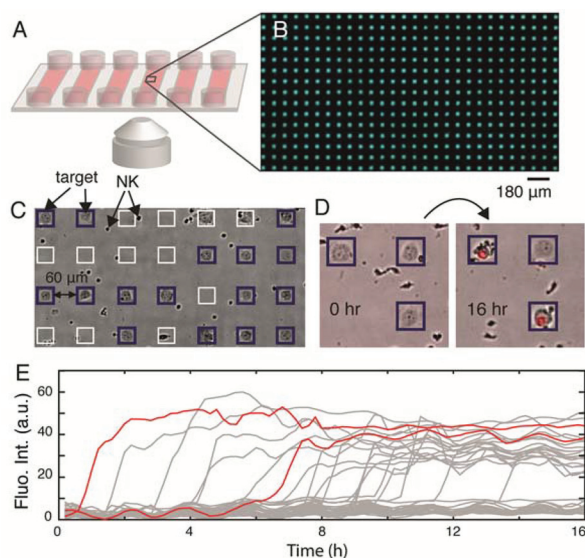 A
B
180 µm
target
NK
C
D
60 µm
0 hr
16 hr
E
Fluo. Int. (a.u.)
60
40
20
0
0
4
8
12
16
Time (h)